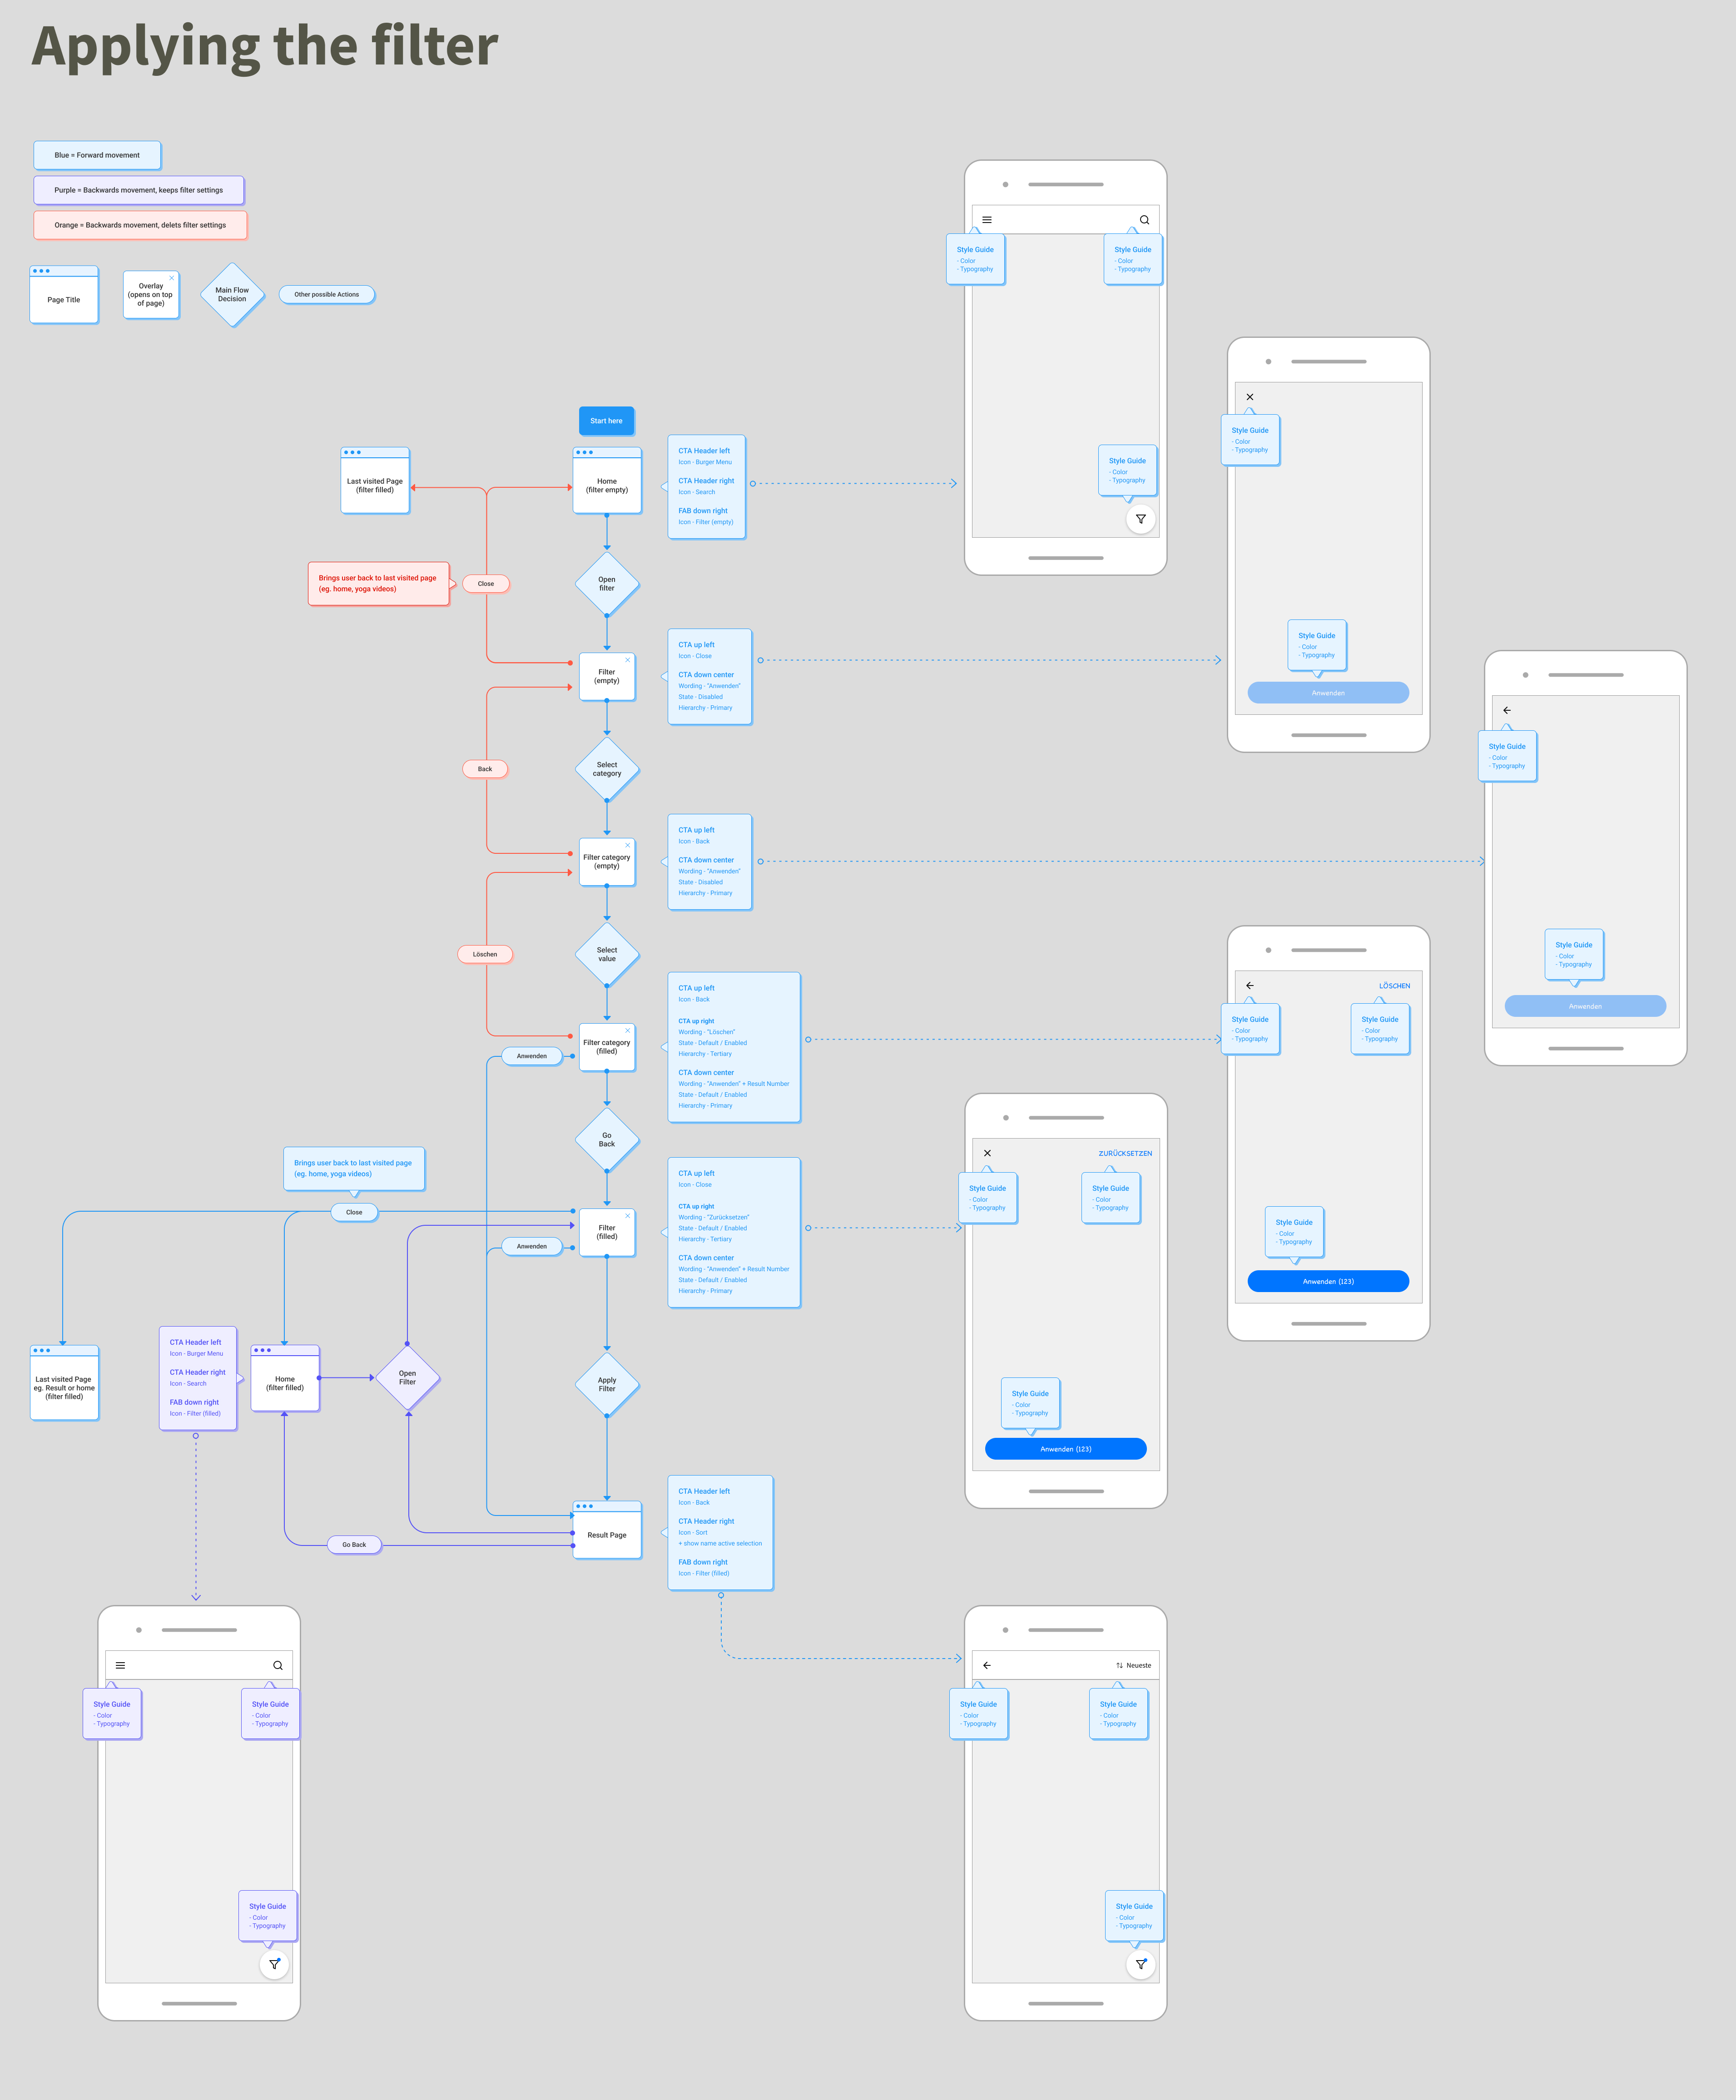 Applying the filter
Blue = Forward movement
Purple = Backwards movement, keeps filter settings
Orange = Backwards movement, deletes filter settings
Page Title
Overlay
(opens on top
of page)
Main Flow
Decision
Other possible Actions
Style Guide
- Color
- Typography
Style Guide
- Color
- Typography
Style Guide
- Color
- Typography
Start here
Last visited Page
(filter filled)
Home
(filter empty)
CTA Header left
Icon - Burger Menu
CTA Header right
Icon - Search
FAB down right
Icon - Filter (empty)
Style Guide
- Color
- Typography
Style Guide
- Color
- Typography
Anwenden
Brings user back to last visited page
(eg. home, yoga videos)
Close
Open
filter
Filter
(empty)
CTA up left
Icon - Close
CTA down center
Wording - "Anwenden"
State - Disabled
Hierarchy - Primary
Back
Select
category
Style Guide
- Color
- Typography
Style Guide
- Color
- Typography
Anwenden
Filter category
(empty)
CTA up left
Icon - Back
CTA down center
Wording - "Anwenden"
State - Disabled
Hierarchy - Primary
Löschen
Select
value
Filter category
(filled)
Anwenden
CTA up left
Icon - Back
CTA up right
Wording - "Löschen"
State - Default / Enabled
Hierarchy - Tertiary
CTA down center
Wording - "Anwenden" + Result Number
State - Default / Enabled
Hierarchy - Primary
LÖSCHEN
Style Guide
- Color
- Typography
Style Guide
- Color
- Typography
Style Guide
- Color
- Typography
Anwenden (123)
Go
Back
Brings user back to last visited page
(eg. home, yoga videos)
Close
Filter
(filled)
Anwenden
CTA up left
Icon - Close
CTA up right
Wording - "Zurücksetzen"
State - Default / Enabled
Hierarchy - Tertiary
CTA down center
Wording - "Anwenden" + Result Number
State - Default / Enabled
Hierarchy - Primary
ZURÜCKSETZEN
Style Guide
- Color
- Typography
Style Guide
- Color
- Typography
Style Guide
- Color
- Typography
Anwenden (123)
Last visited Page
eg. Result or home
(filter filled)
CTA Header left
Icon - Burger Menu
CTA Header right
Icon - Search
FAB down right
Icon - Filter (filled)
Home
(filter filled)
Open
Filter
Apply
Filter
Go Back
Result Page
CTA Header left
Icon - Back
CTA Header right
Icon - Sort
+ show name active selection
FAB down right
Icon - Filter (filled)
Style Guide
- Color
- Typography
Style Guide
- Color
- Typography
Style Guide
- Color
- Typography
Neueste
Style Guide
- Color
- Typography
Style Guide
- Color
- Typography
Style Guide
- Color
- Typography